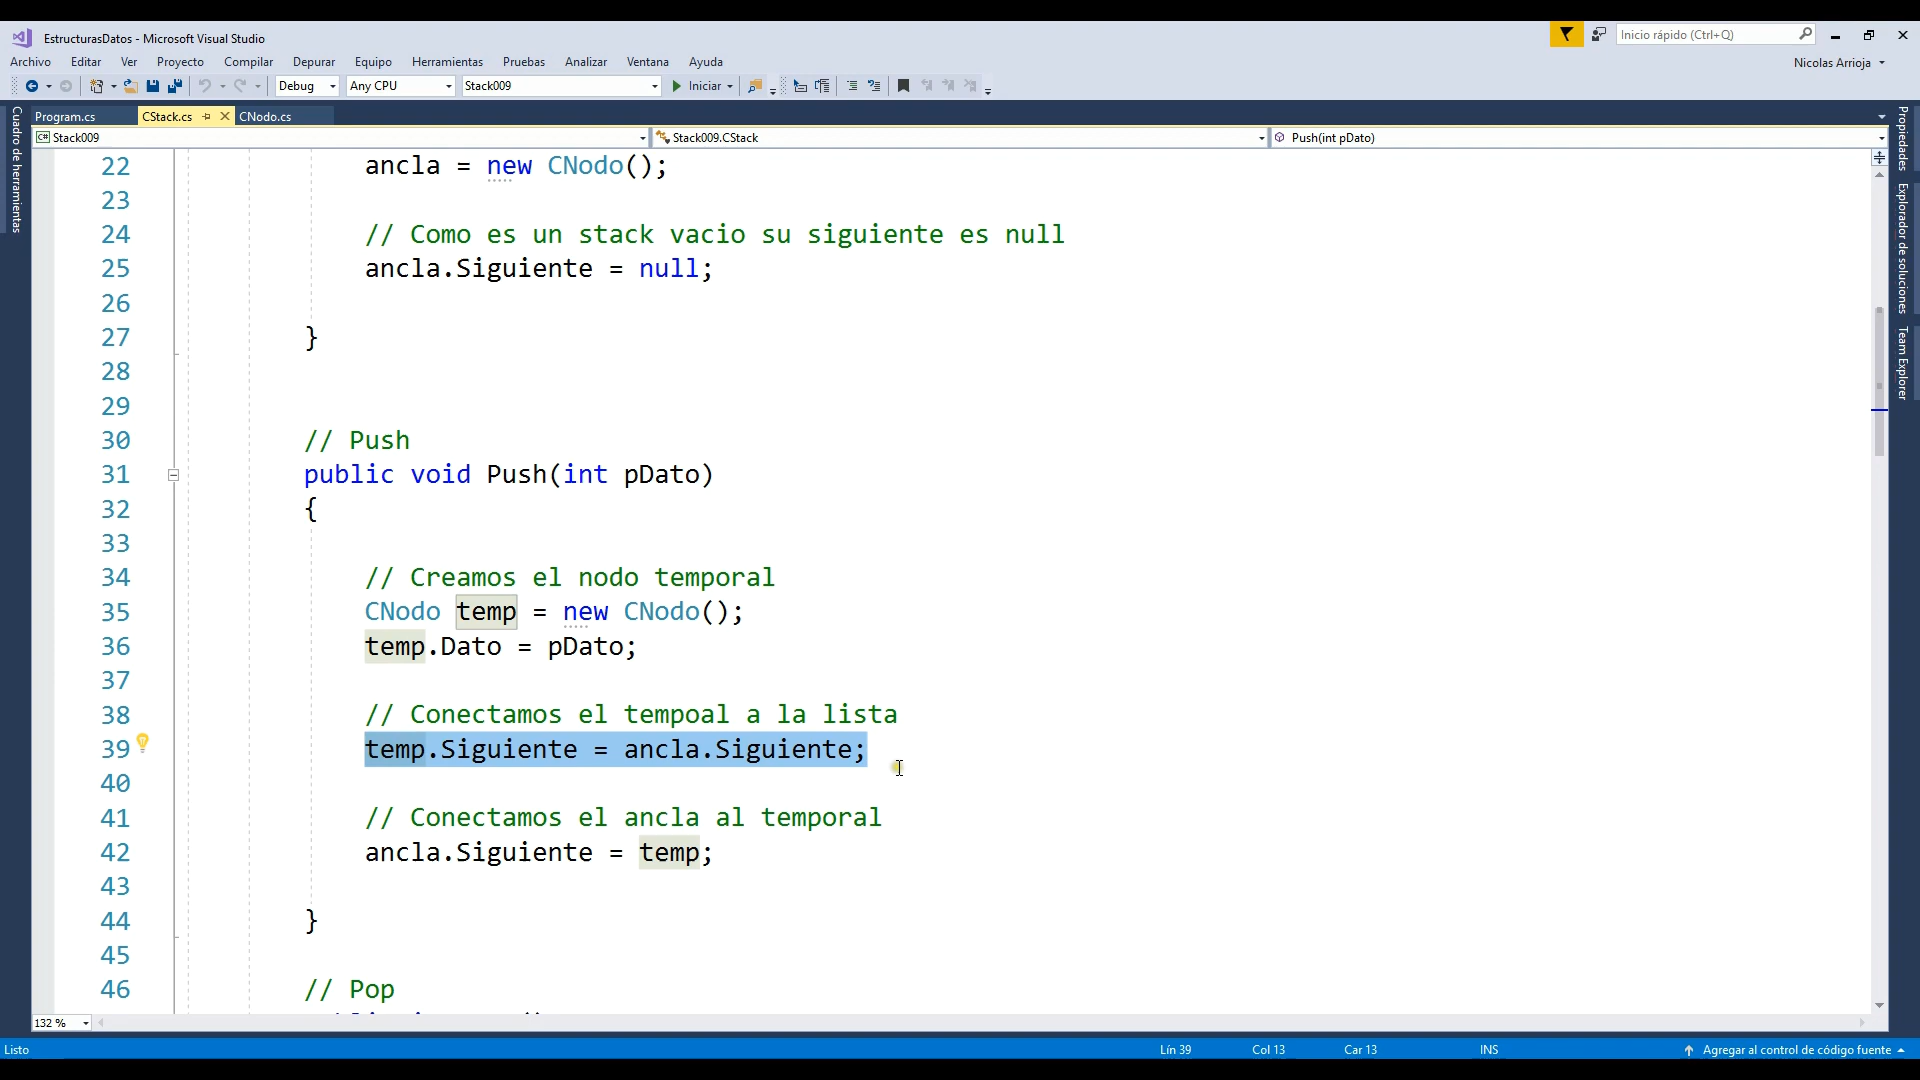 EstructurasDatos - Microsoft Visual Studio
Inicio rápido (Ctrl+Q)
Archivo Editar Ver Proyecto Compilar Depurar Equipo Herramientas Pruebas Analizar Ventana Ayuda
Nicolas Arrioja
Debug Any CPU Stack009 Iniciar
Program.cs CStack.cs CNodo.cs
Stack009 Stack009.CStack Push(int pDato)
Cuadro de herramientas
Propiedades
Explorador de soluciones
Team Explorer
22 ancla = new CNodo();
23
24 // Como es un stack vacio su siguiente es null
25 ancla.Siguiente = null;
26
27 }
28
29
30 // Push
31 public void Push(int pDato)
32 {
33
34 // Creamos el nodo temporal
35 CNodo temp = new CNodo();
36 temp.Dato = pDato;
37
38 // Conectamos el tempoal a la lista
39 temp.Siguiente = ancla.Siguiente;
40
41 // Conectamos el ancla al temporal
42 ancla.Siguiente = temp;
43
44 }
45
46 // Pop
132 %
Listo Lín 39 Col 13 Car 13 INS Agregar al control de código fuente